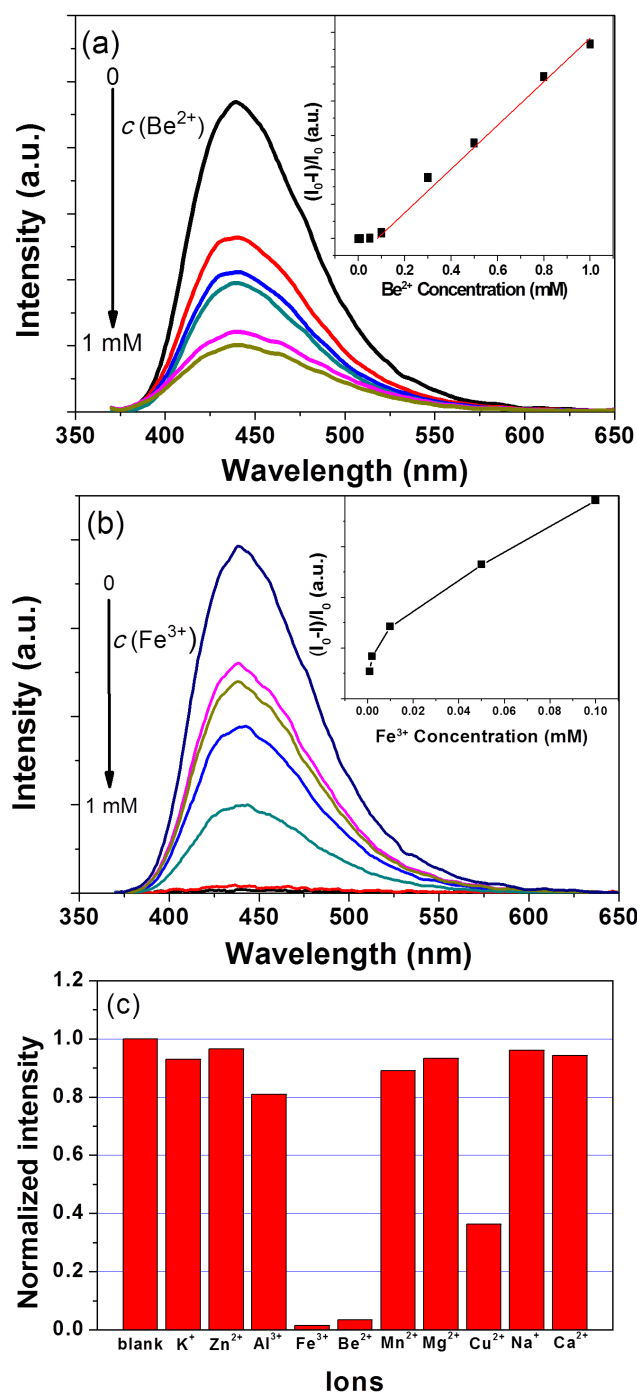 (a)
0
c (Be²⁺)
1 mM
Intensity (a.u.)
350 400 450 500 550 600 650
Wavelength (nm)
(I₀-I)/I₀ (a.u.)
0.0 0.2 0.4 0.6 0.8 1.0
Be²⁺ Concentration (mM)
(b)
0
c (Fe³⁺)
1 mM
Intensity (a.u.)
350 400 450 500 550 600 650
Wavelength (nm)
(I₀-I)/I₀ (a.u.)
0.00 0.02 0.04 0.06 0.08 0.10
Fe³⁺ Concentration (mM)
(c)
Normalized intensity
1.2
1.0
0.8
0.6
0.4
0.2
0.0
blank K⁺ Zn²⁺ Al³⁺ Fe³⁺ Be²⁺ Mn²⁺ Mg²⁺ Cu²⁺ Na⁺ Ca²⁺
Ions